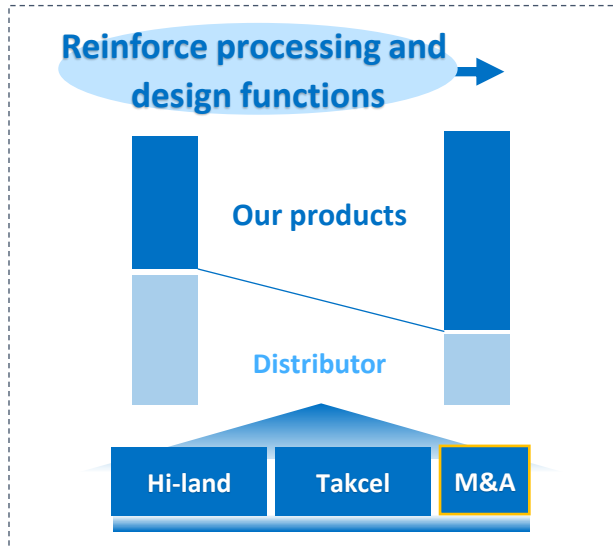 Reinforce processing and
design functions
Our products
Distributor
Hi-land
Takcel
M&A